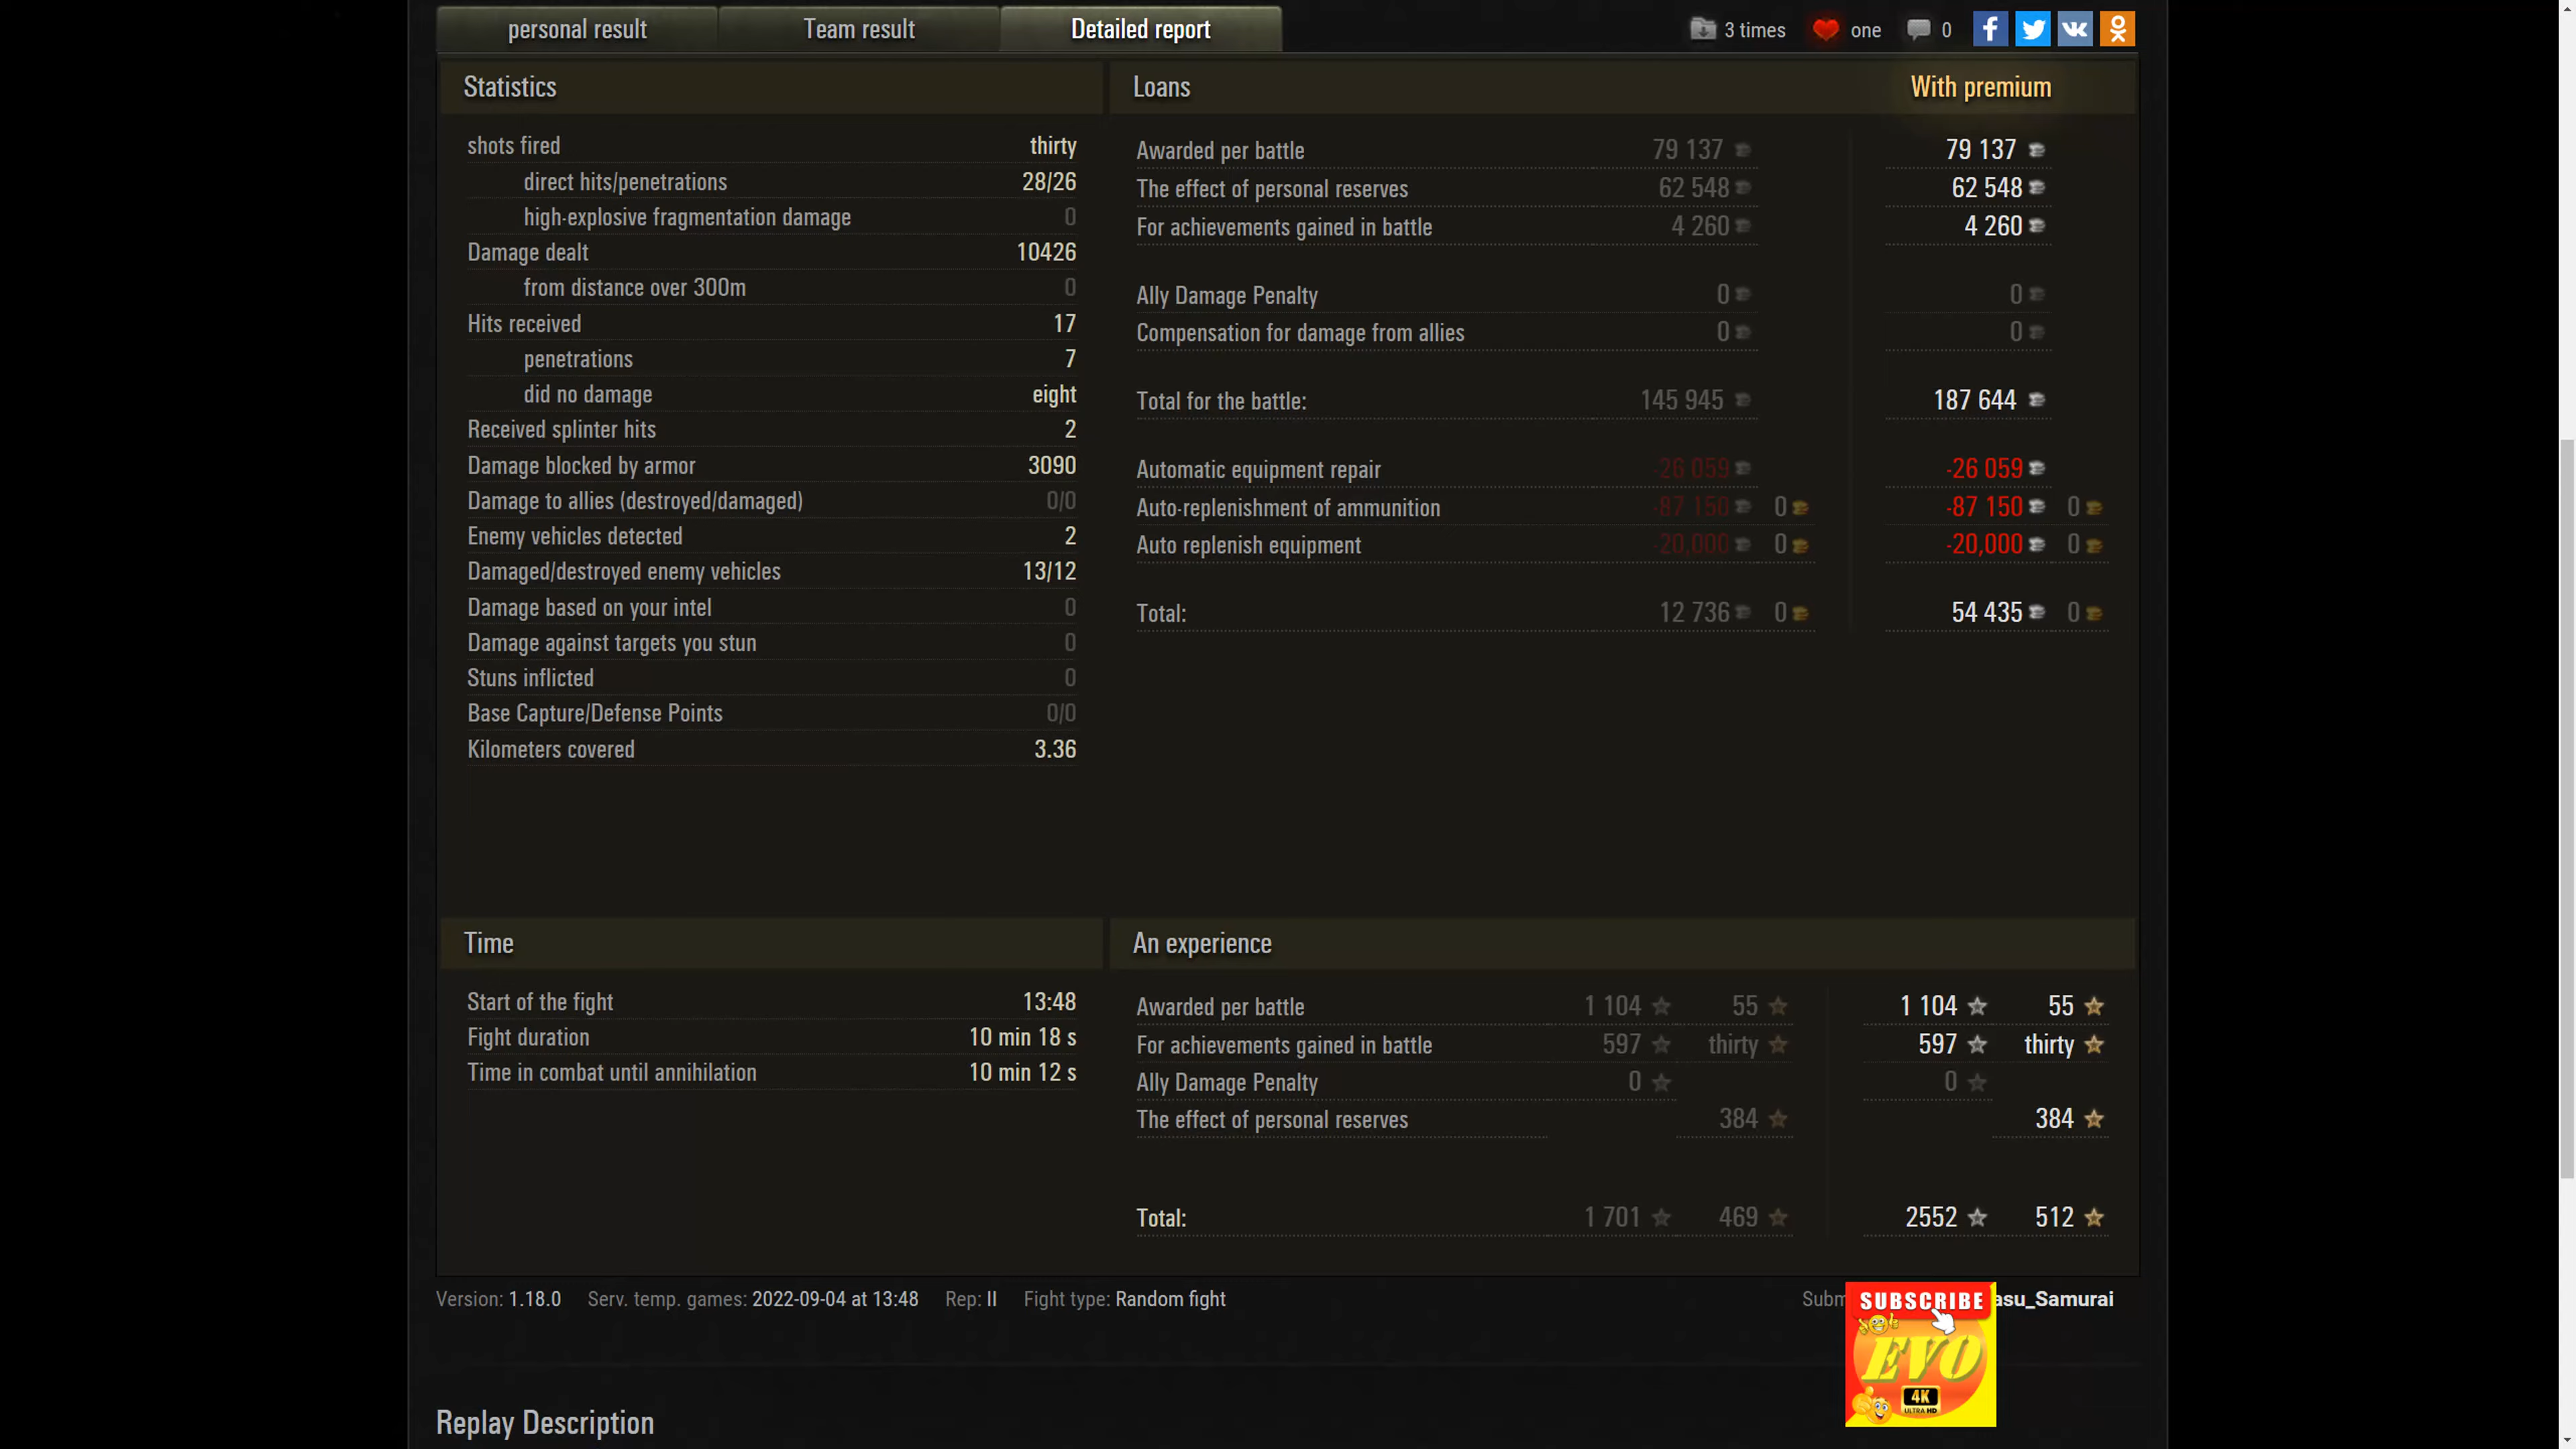 personal result
Team result
Detailed report
3 times
one
0
Statistics
shots fired thirty
direct hits/penetrations 28/26
high-explosive fragmentation damage 0
Damage dealt 10426
from distance over 300m 0
Hits received 17
penetrations 7
did no damage eight
Received splinter hits 2
Damage blocked by armor 3090
Damage to allies (destroyed/damaged) 0/0
Enemy vehicles detected 2
Damaged/destroyed enemy vehicles 13/12
Damage based on your intel 0
Damage against targets you stun 0
Stuns inflicted 0
Base Capture/Defense Points 0/0
Kilometers covered 3.36
Loans With premium
Awarded per battle 79 137 79 137
The effect of personal reserves 62 548 62 548
For achievements gained in battle 4 260 4 260
Ally Damage Penalty 0 0
Compensation for damage from allies 0 0
Total for the battle: 145 945 187 644
Automatic equipment repair -26 059 -26 059
Auto-replenishment of ammunition -87 150 0 -87 150 0
Auto replenish equipment -20,000 0 -20,000 0
Total: 12 736 0 54 435 0
Time
Start of the fight 13:48
Fight duration 10 min 18 s
Time in combat until annihilation 10 min 12 s
An experience
Awarded per battle 1 104 55 1 104 55
For achievements gained in battle 597 thirty 597 thirty
Ally Damage Penalty 0 0
The effect of personal reserves 384 384
Total: 1 701 469 2552 512
Version: 1.18.0 Serv. temp. games: 2022-09-04 at 13:48 Rep: II Fight type: Random fight
asu_Samurai
SUBSCRIBE
EVO
4K
ULTRA HD
Replay Description